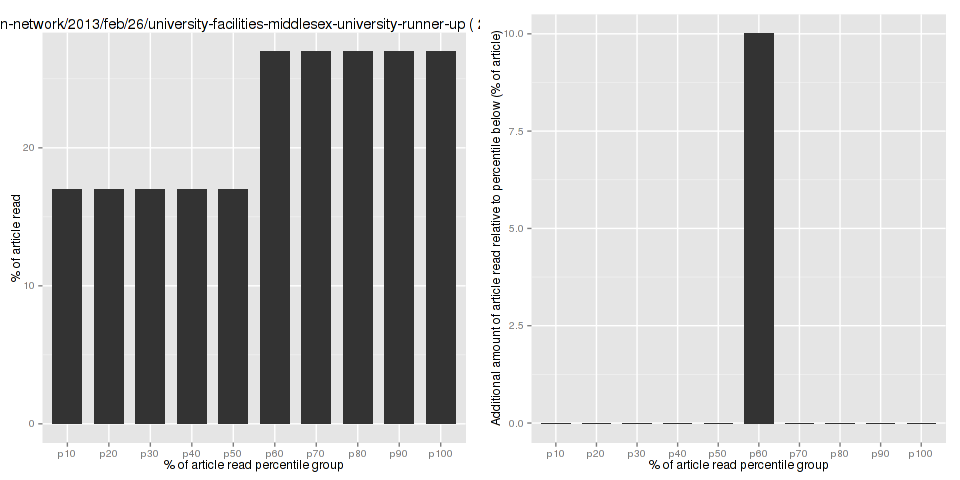 n-network/2013/feb/26/university-facilities-middlesex-university-runner-up (
% of article read
20
10
0
p10 p20 p30 p40 p50 p60 p70 p80 p90 p100
% of article read percentile group
Additional amount of article read relative to percentile below (% of article)
10.0
7.5
5.0
2.5
0.0
p10 p20 p30 p40 p50 p60 p70 p80 p90 p100
% of article read percentile group